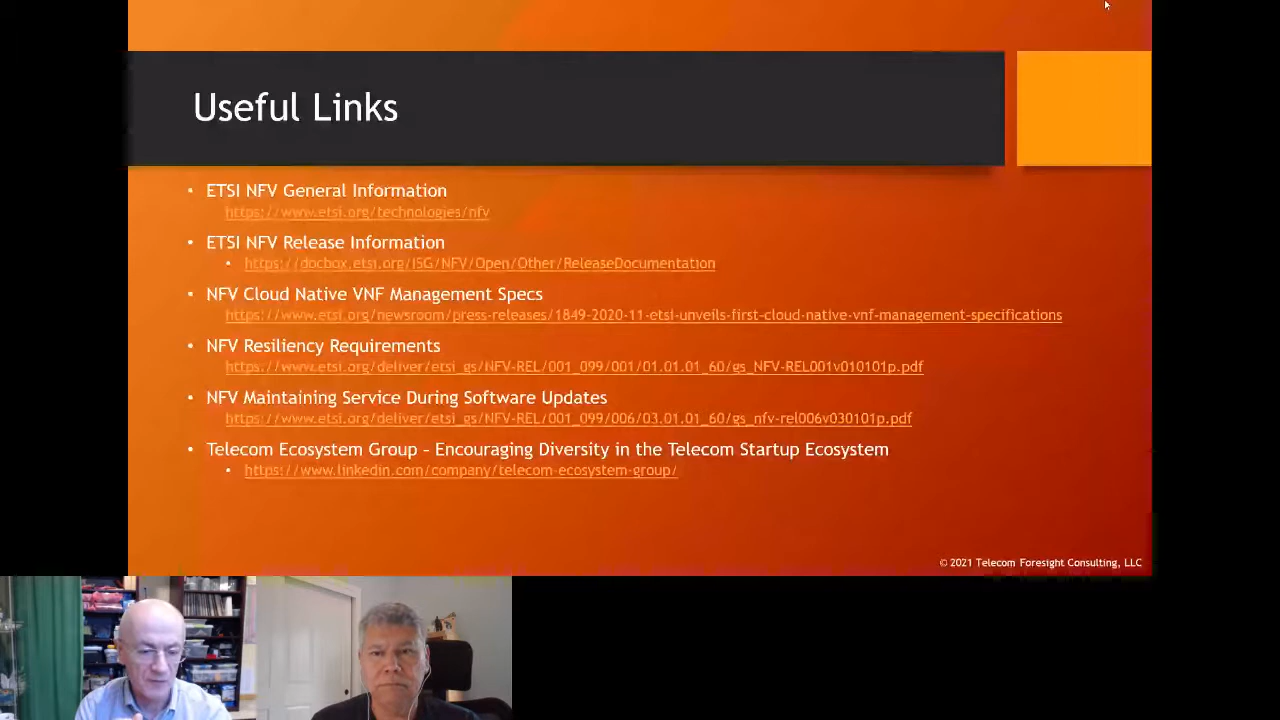 Useful Links
• ETSI NFV General Information
https://www.etsi.org/technologies/nfv
• ETSI NFV Release Information
• https://docbox.etsi.org/ISG/NFV/Open/Other/ReleaseDocumentation
• NFV Cloud Native VNF Management Specs
https://www.etsi.org/newsroom/press-releases/1849-2020-11-etsi-unveils-first-cloud-native-vnf-management-specifications
• NFV Resiliency Requirements
https://www.etsi.org/deliver/etsi_gs/NFV-REL/001_099/001/01.01.01_60/gs_NFV-REL001v010101p.pdf
• NFV Maintaining Service During Software Updates
https://www.etsi.org/deliver/etsi_gs/NFV-REL/001_099/006/03.01.01_60/gs_nfv-rel006v030101p.pdf
• Telecom Ecosystem Group – Encouraging Diversity in the Telecom Startup Ecosystem
• https://www.linkedin.com/company/telecom-ecosystem-group/
© 2021 Telecom Foresight Consulting, LLC